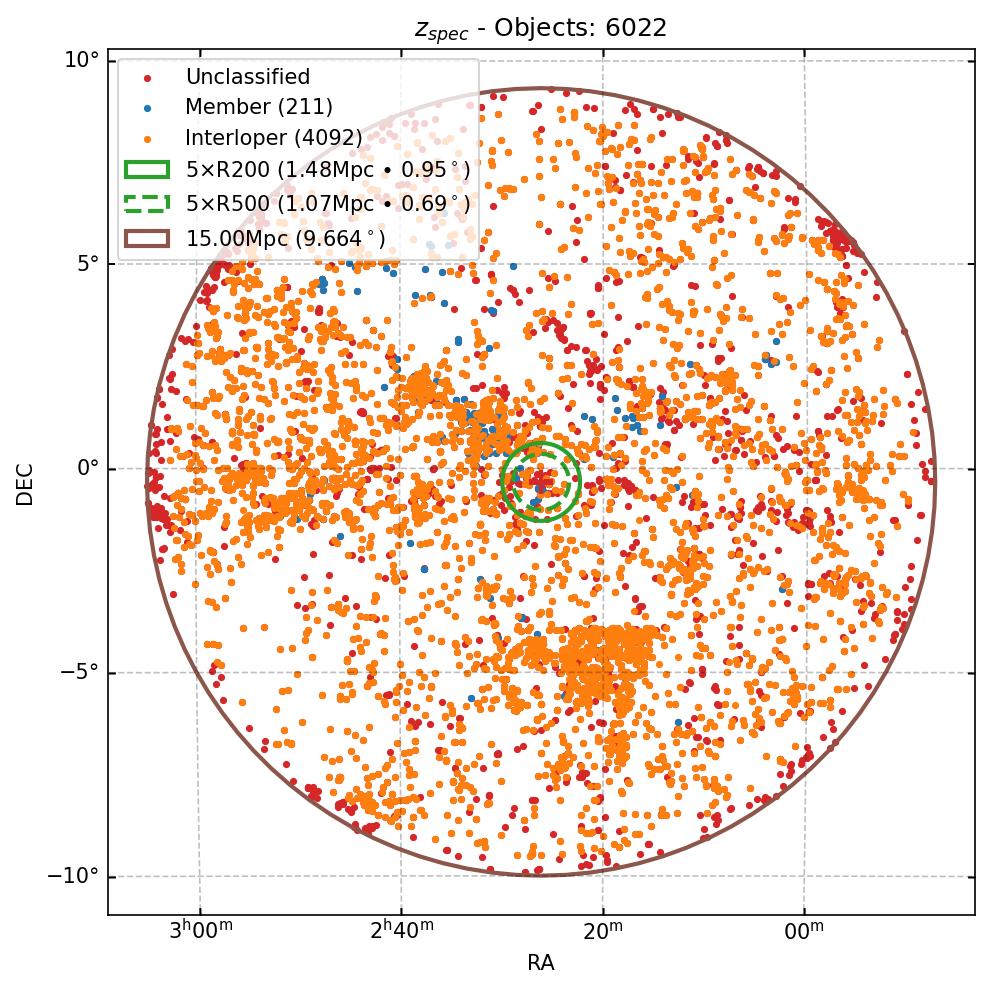 z_spec - Objects: 6022
Unclassified
Member (211)
Interloper (4092)
5×R200 (1.48Mpc • 0.95°)
5×R500 (1.07Mpc • 0.69°)
15.00Mpc (9.664°)
10°
5°
0°
−5°
−10°
DEC
3ʰ00ᵐ 2ʰ40ᵐ 20ᵐ 00ᵐ
RA